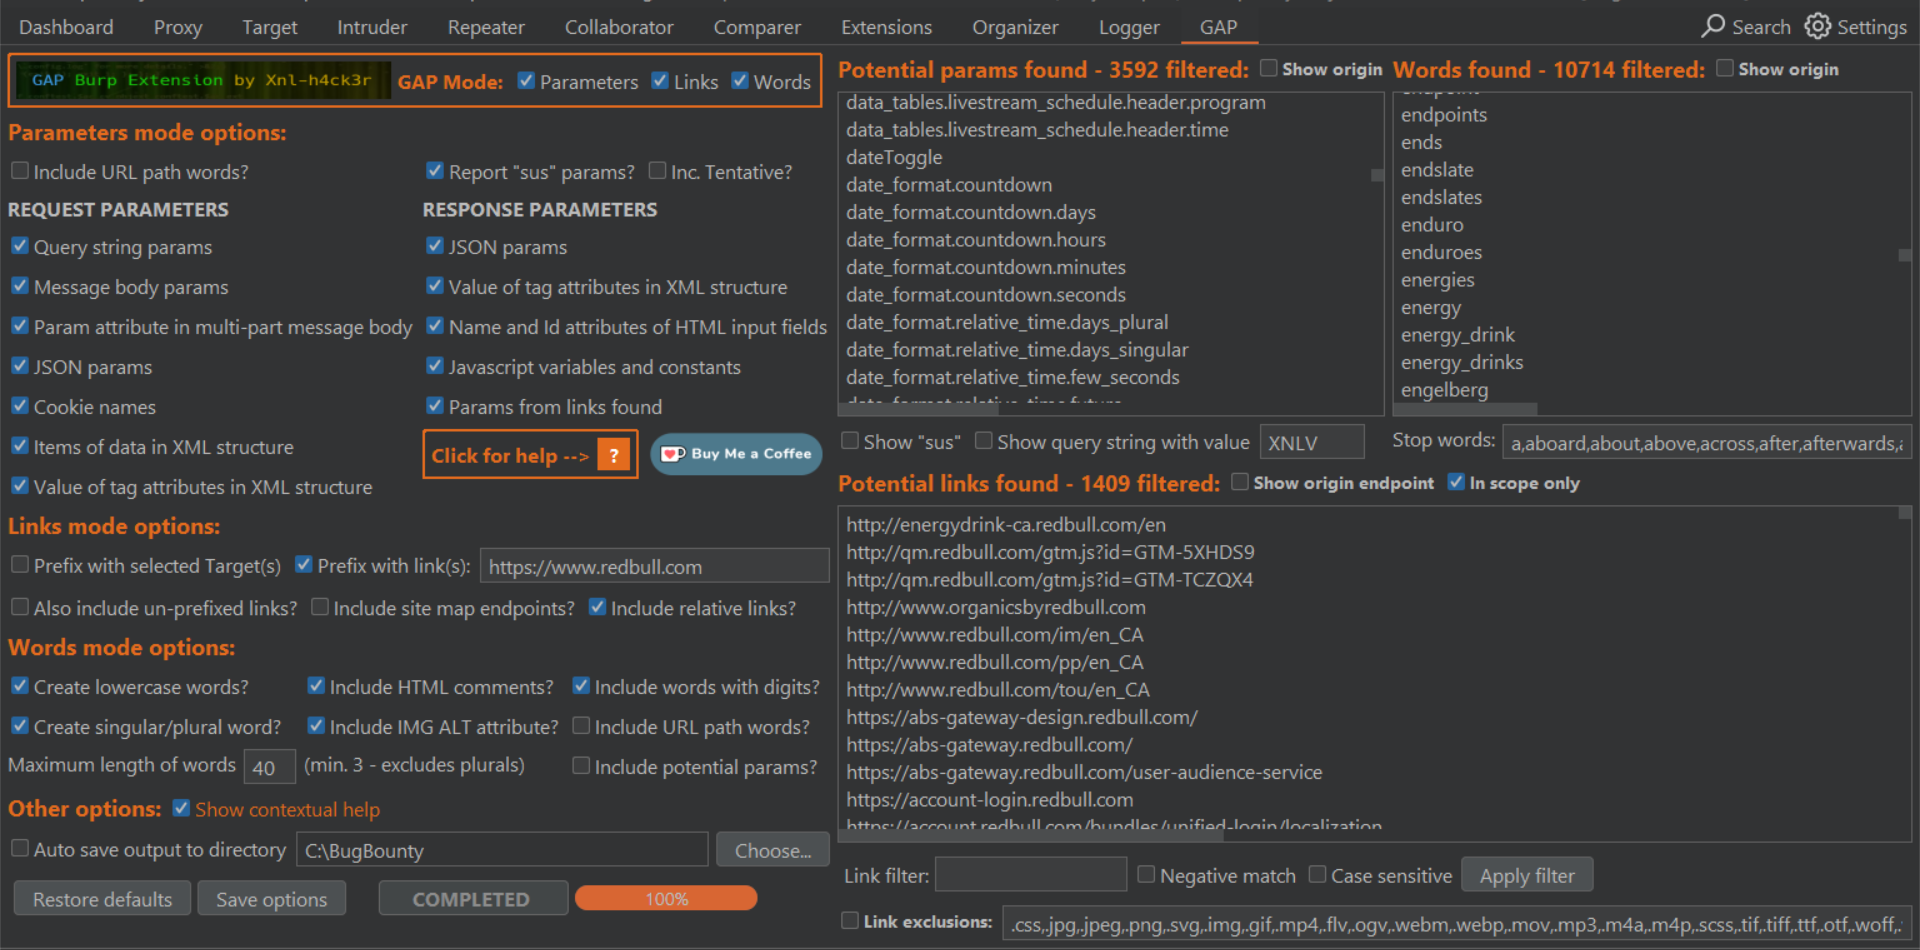 Dashboard Proxy Target Intruder Repeater Collaborator Comparer Extensions Organizer Logger GAP Search Settings
GAP Burp Extension by Xnl-h4ck3r GAP Mode: Parameters Links Words
Parameters mode options:
Include URL path words? Report "sus" params? Inc. Tentative?
REQUEST PARAMETERS
Query string params
Message body params
Param attribute in multi-part message body
JSON params
Cookie names
Items of data in XML structure
Value of tag attributes in XML structure
RESPONSE PARAMETERS
JSON params
Value of tag attributes in XML structure
Name and Id attributes of HTML input fields
Javascript variables and constants
Params from links found
Click for help --> ?
Buy Me a Coffee
Links mode options:
Prefix with selected Target(s) Prefix with link(s): https://www.redbull.com
Also include un-prefixed links? Include site map endpoints? Include relative links?
Words mode options:
Create lowercase words? Include HTML comments? Include words with digits?
Create singular/plural word? Include IMG ALT attribute? Include URL path words?
Maximum length of words 40 (min. 3 - excludes plurals) Include potential params?
Other options: Show contextual help
Auto save output to directory C:\BugBounty Choose...
Restore defaults Save options COMPLETED 100%
Potential params found - 3592 filtered: Show origin
data_tables.livestream_schedule.header.program
data_tables.livestream_schedule.header.time
dateToggle
date_format.countdown
date_format.countdown.days
date_format.countdown.hours
date_format.countdown.minutes
date_format.countdown.seconds
date_format.relative_time.days_plural
date_format.relative_time.days_singular
date_format.relative_time.few_seconds
date_format.relative_time.future
Show "sus" Show query string with value XNLV
Words found - 10714 filtered: Show origin
endpoint
endpoints
ends
endslate
endslates
enduro
enduroes
energies
energy
energy_drink
energy_drinks
engelberg
Stop words: a,aboard,about,above,across,after,afterwards,
Potential links found - 1409 filtered: Show origin endpoint In scope only
http://energydrink-ca.redbull.com/en
http://qm.redbull.com/gtm.js?id=GTM-5XHDS9
http://qm.redbull.com/gtm.js?id=GTM-TCZQX4
http://www.organicsbyredbull.com
http://www.redbull.com/im/en_CA
http://www.redbull.com/pp/en_CA
http://www.redbull.com/tou/en_CA
https://abs-gateway-design.redbull.com/
https://abs-gateway.redbull.com/
https://abs-gateway.redbull.com/user-audience-service
https://account-login.redbull.com
https://account.redbull.com/bundles/unified-login/localization
Link filter: Negative match Case sensitive Apply filter
Link exclusions: .css,.jpg,.jpeg,.png,.svg,.img,.gif,.mp4,.flv,.ogv,.webm,.webp,.mov,.mp3,.m4a,.m4p,.scss,.tif,.tiff,.ttf,.otf,.woff,.